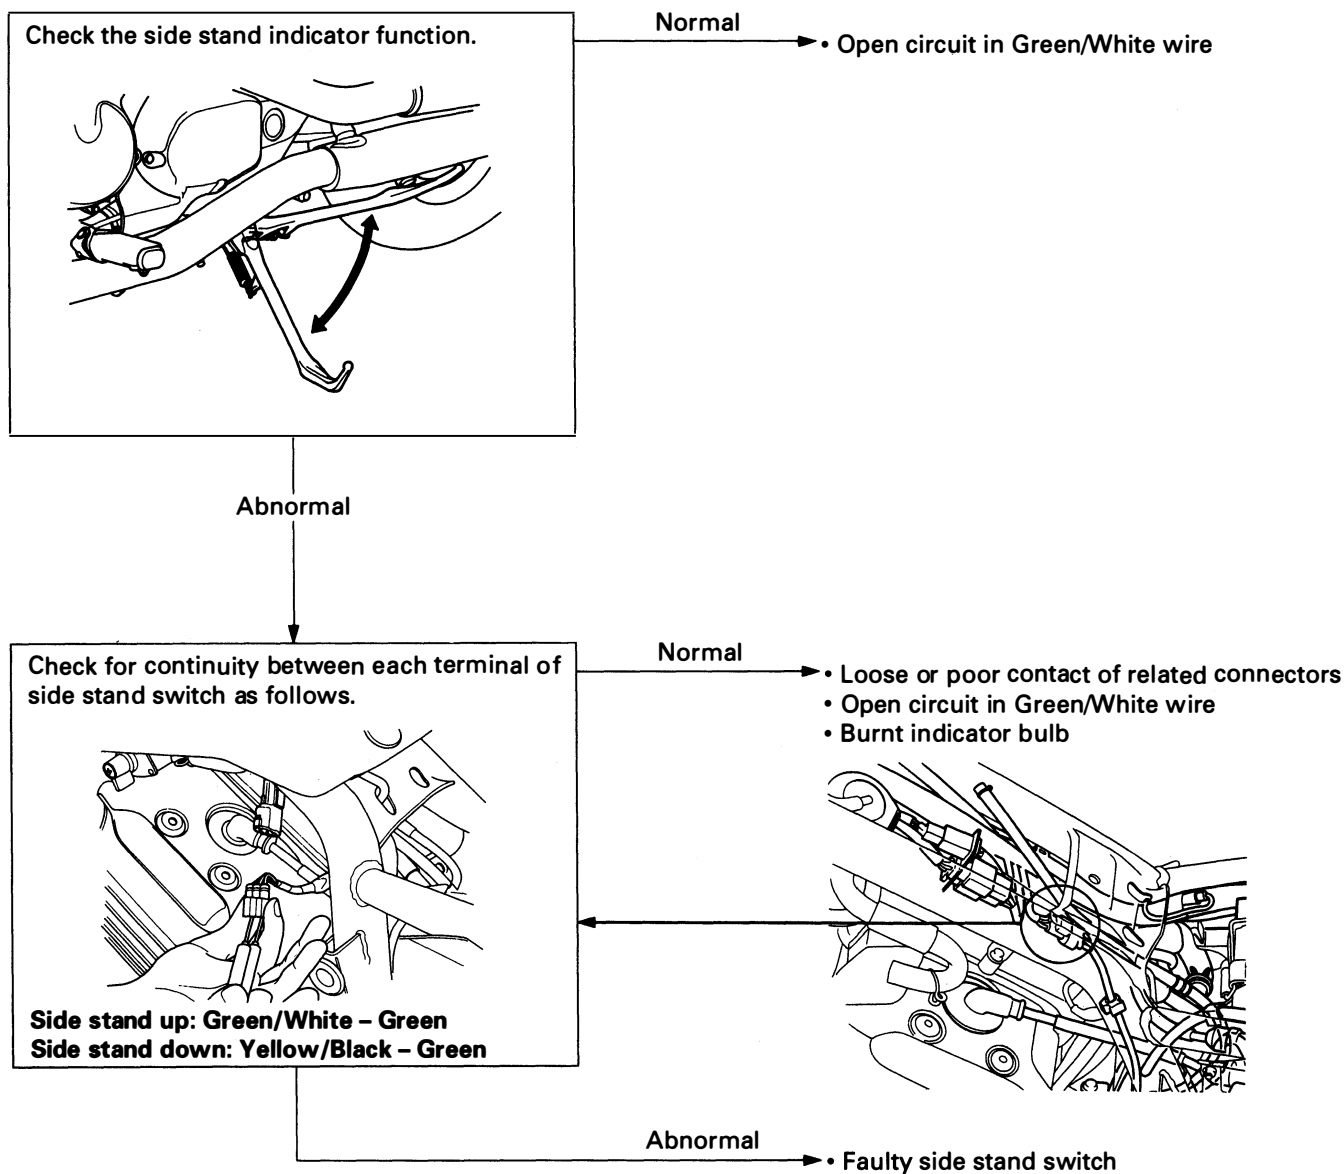 Check the side stand indicator function.
Normal
• Open circuit in Green/White wire
Abnormal
Check for continuity between each terminal of
side stand switch as follows.
Side stand up: Green/White – Green
Side stand down: Yellow/Black – Green
Normal
• Loose or poor contact of related connectors
• Open circuit in Green/White wire
• Burnt indicator bulb
Abnormal
• Faulty side stand switch